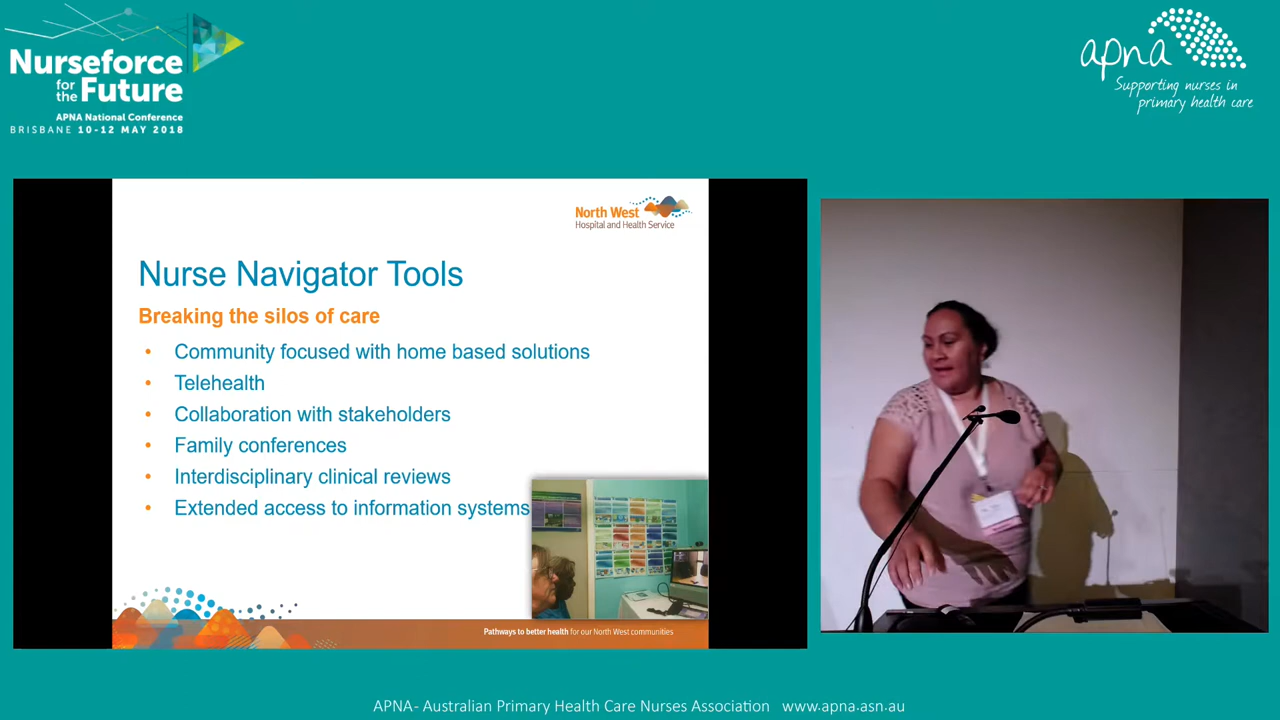 Nurseforce
for the Future
APNA National Conference
BRISBANE 10-12 MAY 2018
apna
Supporting nurses in
primary health care
North West
Hospital and Health Service
Nurse Navigator Tools
Breaking the silos of care
• Community focused with home based solutions
• Telehealth
• Collaboration with stakeholders
• Family conferences
• Interdisciplinary clinical reviews
• Extended access to information systems
Pathways to better health for our North West communities
APNA- Australian Primary Health Care Nurses Association www.apna.asn.au